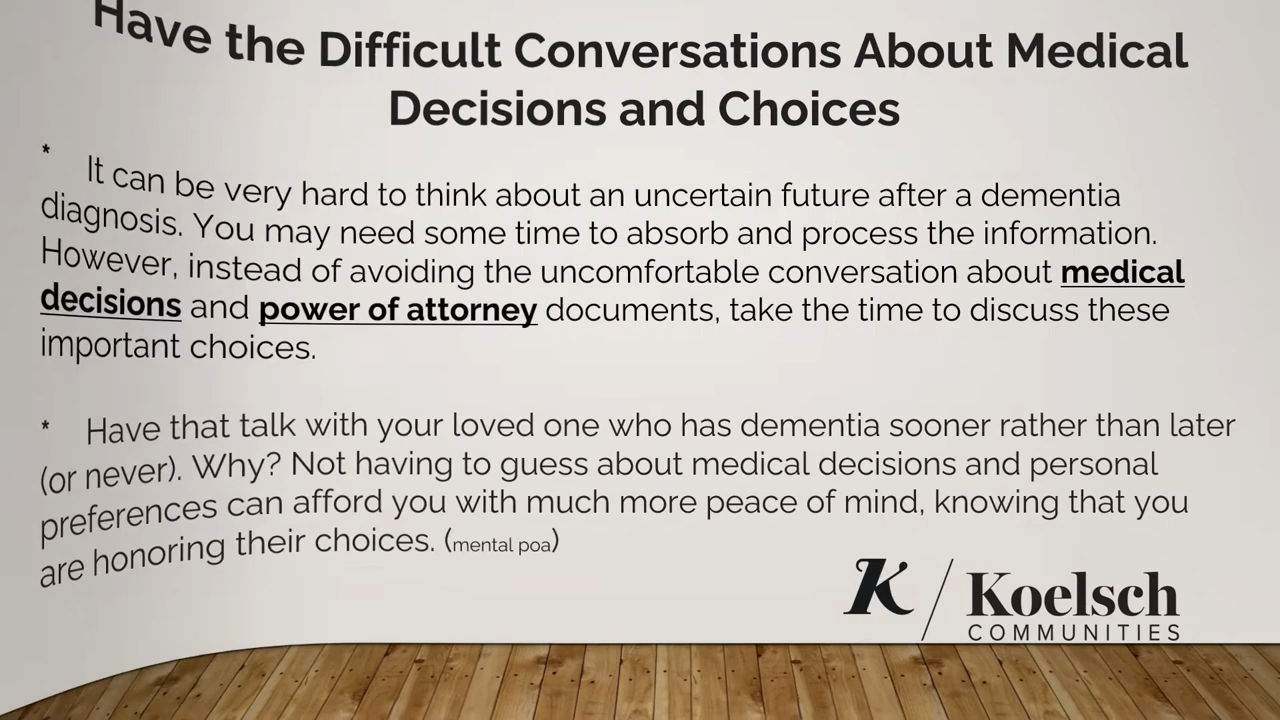 Have the Difficult Conversations About Medical
Decisions and Choices
* It can be very hard to think about an uncertain future after a dementia
diagnosis. You may need some time to absorb and process the information.
However, instead of avoiding the uncomfortable conversation about medical
decisions and power of attorney documents, take the time to discuss these
important choices.
* Have that talk with your loved one who has dementia sooner rather than later
(or never). Why? Not having to guess about medical decisions and personal
preferences can afford you with much more peace of mind, knowing that you
are honoring their choices. (mental poa)
K / Koelsch
COMMUNITIES